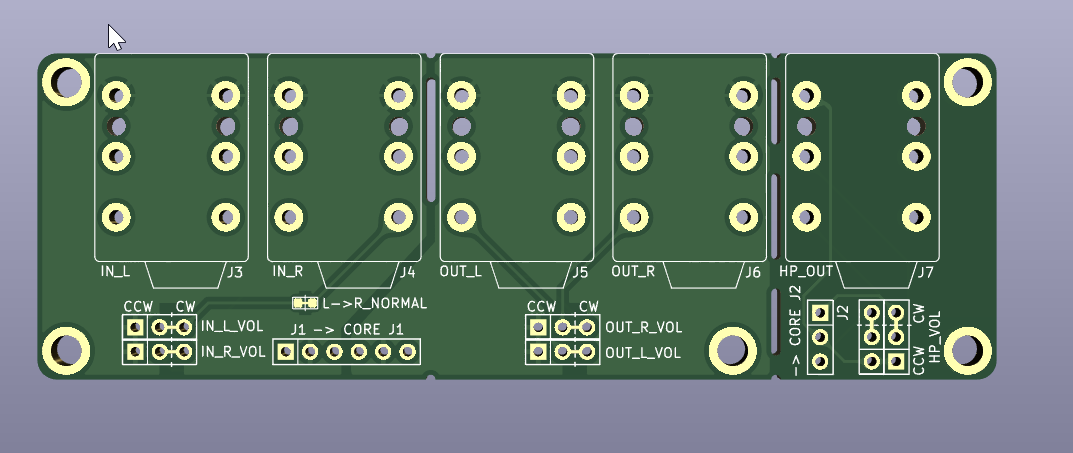 IN_L
J3
IN_R
J4
OUT_L
J5
OUT_R
J6
HP_OUT
J7
CCW CW
L->R_NORMAL
CCW CW
-> CORE J2
J2
CW
HP_VOL
CCW
IN_L_VOL
J1 -> CORE J1
OUT_R_VOL
IN_R_VOL
OUT_L_VOL